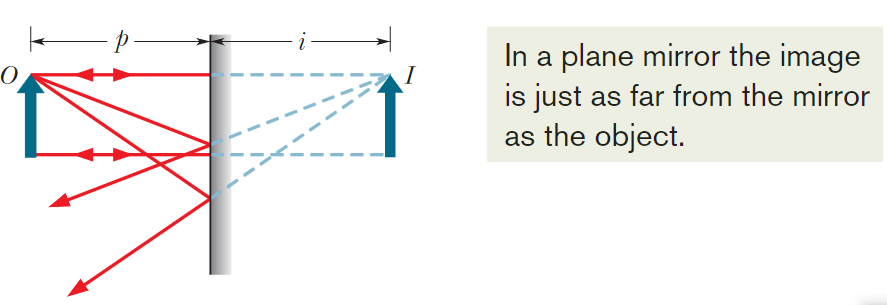 p
i
O
I
In a plane mirror the image
is just as far from the mirror
as the object.